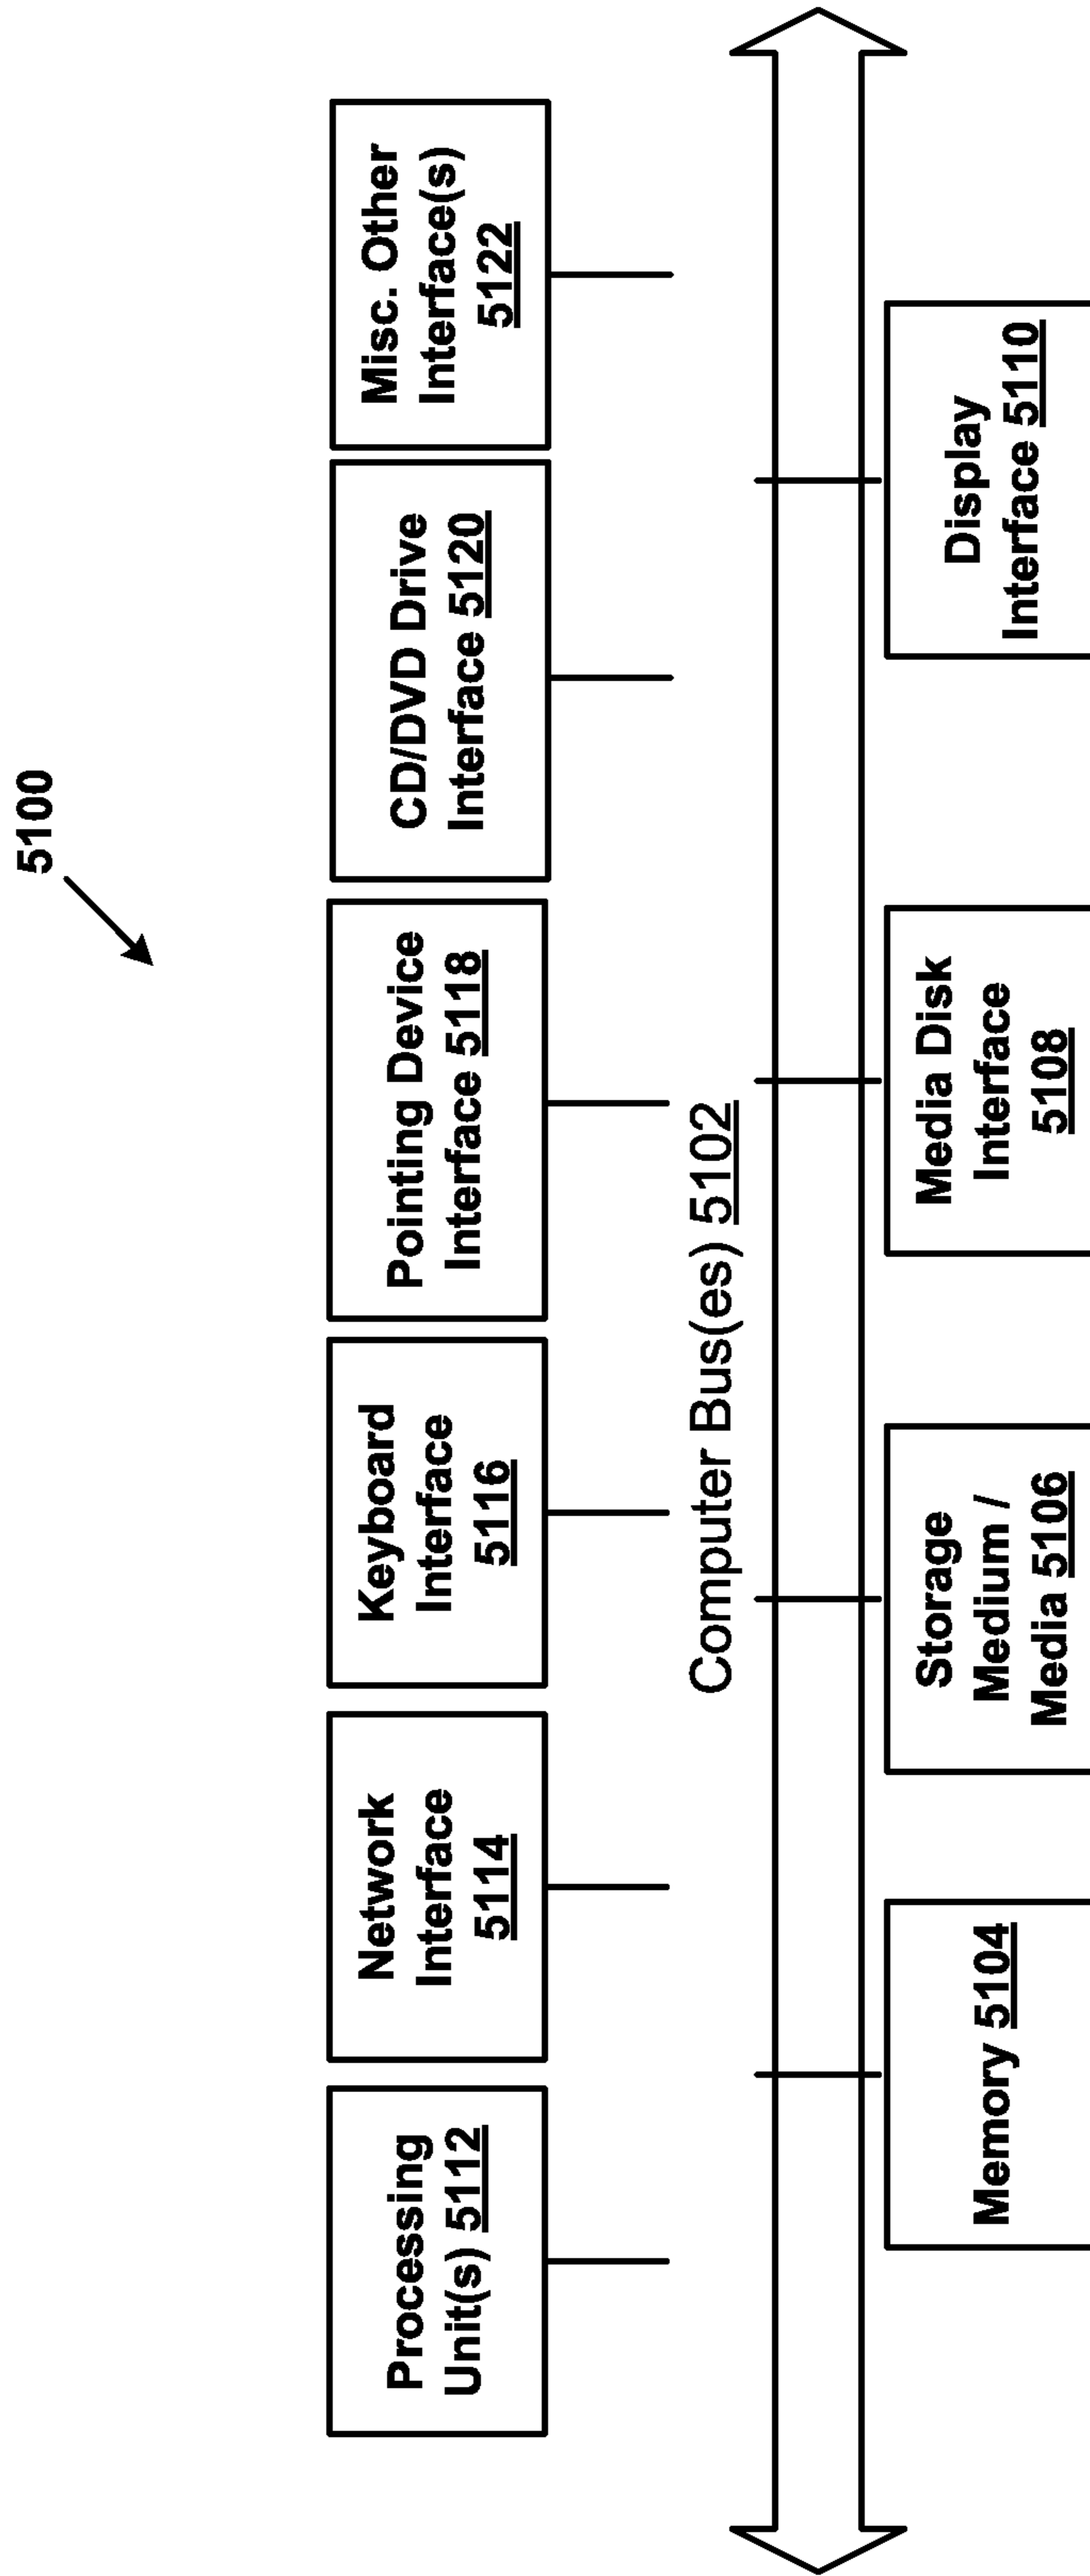 5100
Processing
Unit(s) 5112
Network
Interface
5114
Keyboard
Interface
5116
Pointing Device
Interface 5118
CD/DVD Drive
Interface 5120
Misc. Other
Interface(s)
5122
Computer Bus(es) 5102
Memory 5104
Storage
Medium /
Media 5106
Media Disk
Interface
5108
Display
Interface 5110